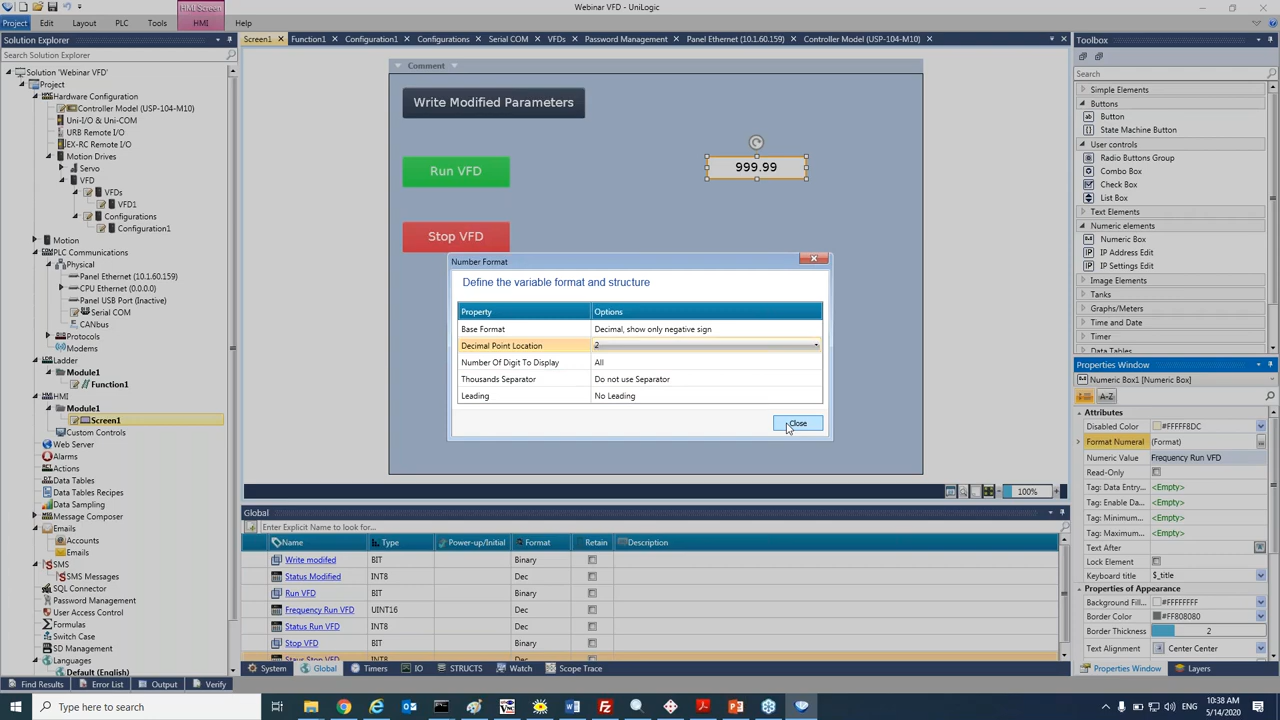 Webinar VFD - UniLogic
HMI Screen
Project Edit Layout PLC Tools HMI Help
Solution Explorer
Search Solution Explorer
Solution 'Webinar VFD'
Project
Hardware Configuration
Controller Model (USP-104-M10)
Uni-I/O & Uni-COM
URB Remote I/O
EX-RC Remote I/O
Motion Drives
Servo
VFD
VFDs
VFD1
Configurations
Configuration1
Motion
PLC Communications
Physical
Panel Ethernet (10.1.60.159)
CPU Ethernet (0.0.0.0)
Panel USB Port (Inactive)
Serial COM
CANbus
Protocols
Modems
Ladder
Module1
Function1
HMI
Module1
Screen1
Custom Controls
Web Server
Alarms
Actions
Data Tables
Data Tables Recipes
Data Sampling
Message Composer
Emails
Accounts
Emails
SMS
SMS Messages
SQL Connector
Password Management
User Access Control
Formulas
Switch Case
SD Management
Languages
Default (English)
Screen1 Function1 Configuration1 Configurations Serial COM VFDs Password Management Panel Ethernet (10.1.60.159) Controller Model (USP-104-M10)
Comment
Write Modified Parameters
Run VFD
999.99
Stop VFD
Number Format
Define the variable format and structure
Property Options
Base Format Decimal, show only negative sign
Decimal Point Location 2
Number Of Digit To Display All
Thousands Separator Do not use Separator
Leading No Leading
Close
100%
Global
Enter Explicit Name to look for...
Name Type Power-up/Initial Format Retain Description
Write modifed BIT Binary
Status Modified INT8 Dec
Run VFD BIT Binary
Frequency Run VFD UINT16 Dec
Status Run VFD INT8 Dec
Stop VFD BIT Binary
Staus Stop VFD INT8 Dec
System Global Timers IO STRUCTS Watch Scope Trace
Toolbox
Search
Simple Elements
Buttons
Button
State Machine Button
User controls
Radio Buttons Group
Combo Box
Check Box
List Box
Text Elements
Numeric elements
Numeric Box
IP Address Edit
IP Settings Edit
Image Elements
Tanks
Graphs/Meters
Time and Date
Timer
Data Tables
Properties Window
Numeric Box1 [Numeric Box]
A-Z
Attributes
Disabled Color #FFFFF8DC
Format Numeral (Format)
Numeric Value Frequency Run VFD
Read-Only
Tag: Data Entry... <Empty>
Tag: Enable Da... <Empty>
Tag: Minimum... <Empty>
Tag: Maximum... <Empty>
Text After
Lock Element
Keyboard title $_title
Properties of Appearance
Background Fill... #FFFFFFFF
Border Color #FF808080
Border Thickness 2
Text Alignment Center Center
Properties Window Layers
Find Results Error List Output Verify
Type here to search
10:38 AM
5/14/2020